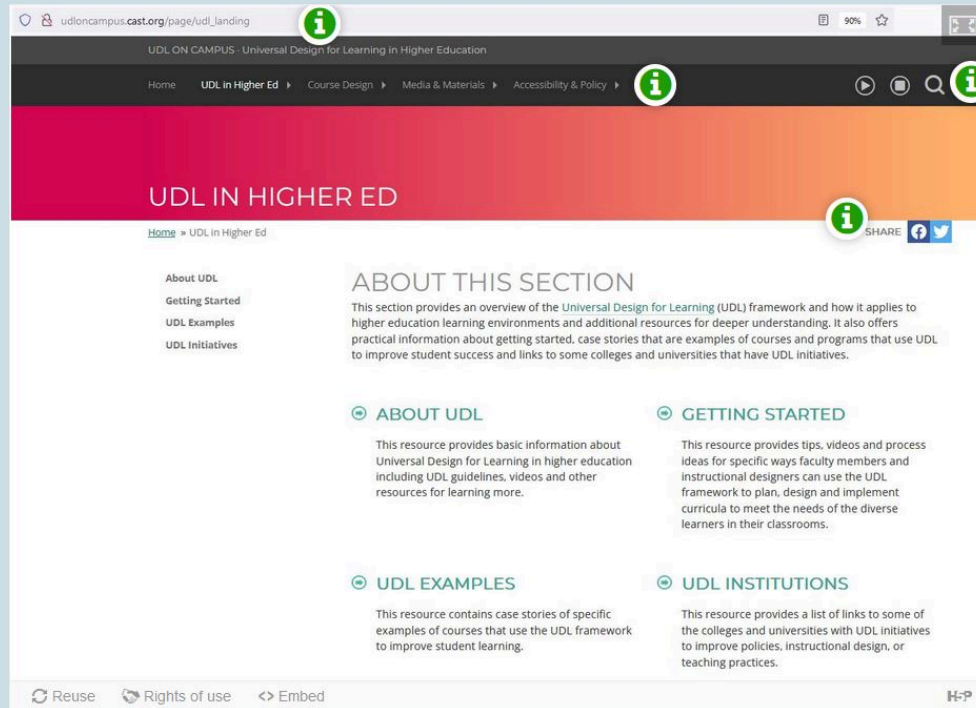 udloncampus.cast.org/page/udl_landing
90%
UDL ON CAMPUS · Universal Design for Learning in Higher Education
Home UDL in Higher Ed Course Design Media & Materials Accessibility & Policy
UDL IN HIGHER ED
Home » UDL in Higher Ed
SHARE
About UDL
Getting Started
UDL Examples
UDL Initiatives
ABOUT THIS SECTION
This section provides an overview of the Universal Design for Learning (UDL) framework and how it applies to
higher education learning environments and additional resources for deeper understanding. It also offers
practical information about getting started, case stories that are examples of courses and programs that use UDL
to improve student success and links to some colleges and universities that have UDL initiatives.
ABOUT UDL
This resource provides basic information about
Universal Design for Learning in higher education
including UDL guidelines, videos and other
resources for learning more.
GETTING STARTED
This resource provides tips, videos and process
ideas for specific ways faculty members and
instructional designers can use the UDL
framework to plan, design and implement
curricula to meet the needs of the diverse
learners in their classrooms.
UDL EXAMPLES
This resource contains case stories of specific
examples of courses that use the UDL framework
to improve student learning.
UDL INSTITUTIONS
This resource provides a list of links to some of
the colleges and universities with UDL initiatives
to improve policies, instructional design, or
teaching practices.
Reuse Rights of use <> Embed
H5P